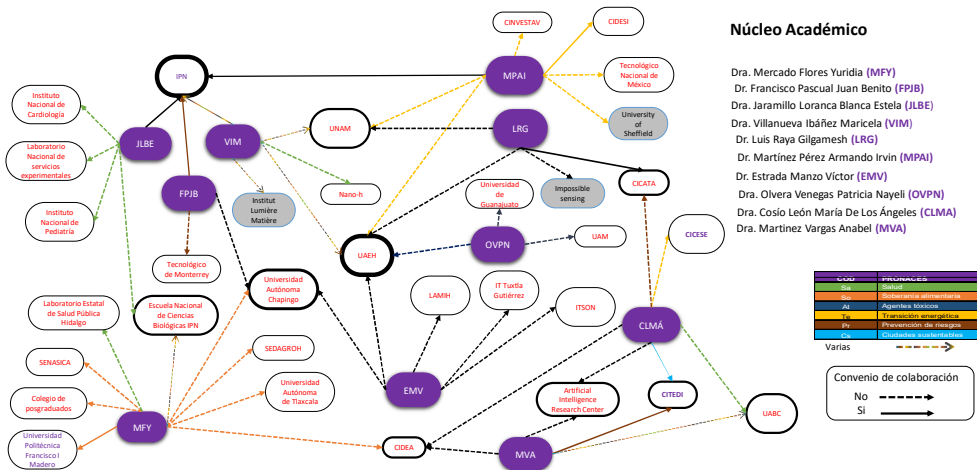 Núcleo Académico
Dra. Mercado Flores Yuridia (MFY)
Dr. Francisco Pascual Juan Benito (FPJB)
Dra. Jaramillo Loranca Blanca Estela (JLBE)
Dra. Villanueva Ibáñez Maricela (VIM)
Dr. Luis Raya Gilgamesh (LRG)
Dr. Martínez Pérez Armando Irvin (MPAI)
Dr. Estrada Manzo Víctor (EMV)
Dra. Olvera Venegas Patricia Nayeli (OVPN)
Dra. Cosío León María De Los Ángeles (CLMA)
Dra. Martinez Vargas Anabel (MVA)
CINVESTAV
CIDESI
IPN
MPAI
Tecnológico
Nacional de
México
Instituto
Nacional de
Cardiología
University
of
Sheffield
UNAM
LRG
JLBE
VIM
Laboratorio
Nacional de
servicios
experimentales
CICATA
FPJB
Nano-h
Universidad
de
Guanajuato
Impossible
sensing
Institut
Lumière
Matière
Instituto
Nacional de
Pediatría
UAEH
OVPN
UAM
CICESE
Tecnológico
de Monterrey
Universidad
Autónoma
Chapingo
LAMIH
IT Tuxtla
Gutiérrez
ITSON
Laboratorio Estatal
de Salud Pública
Hidalgo
Escuela Nacional
de Ciencias
Biológicas IPN
CLMÁ
SEDAGROH
SENASICA
Universidad
Autónoma
de Tlaxcala
EMV
Artificial
Intelligence
Research Center
CITEDI
UABC
Colegio de
posgraduados
MFY
Universidad
Politécnica
Francisco I
Madero
CIDEA
MVA
COD PRONACES
Sa Salud
So Soberanía alimentaria
At Agentes tóxicos
Te Transición energética
Pr Prevención de riesgos
Cs Ciudades sustentables
Varias
Convenio de colaboración
No
Si